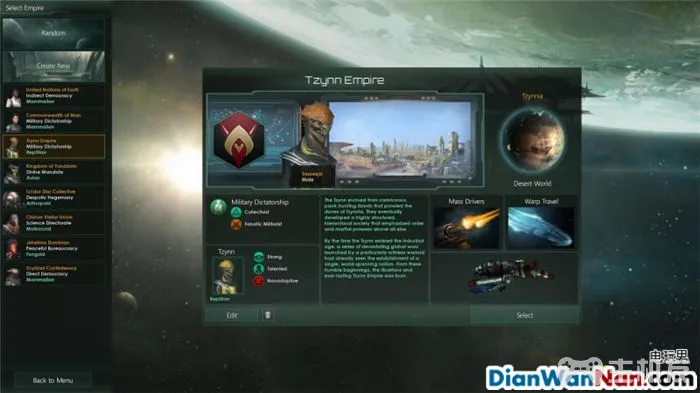 Select Empire
Random
Create New
United Nations of Earth
Indirect Democracy
Mammalian
Commonwealth of Man
Military Dictatorship
Mammalian
Tzynn Empire
Military Dictatorship
Reptilian
Kingdom of Yondarim
Divine Mandate
Avian
Ix'Idar Star Collective
Despotic Hegemony
Arthropoid
Chinorr Stellar Union
Science Directorate
Molluscoid
Jehetma Dominion
Peaceful Bureaucracy
Fungoid
Scyldari Confederacy
Direct Democracy
Mammalian
Back to Menu
Tzynn Empire
Male
Tzynnia
Desert World
Military Dictatorship
Collectivist
Fanatic Militarist
Tzynn
Strong
Talented
Nonadaptive
Reptilian
The Tzynn evolved from carnivorous,
pack-hunting lizards that prowled the
dunes of Tzynnia. They eventually
developed a highly structured,
hierarchical society that emphasized order
and martial prowess above all else.
By the time the Tzynn entered the industrial
age, a series of devastating global wars
launched by a particularly ruthless warlord
had already seen the establishment of a
single, world-spanning nation. From these
humble beginnings, the illustrious and
ever-lasting Tzynn Empire was born.
Mass Drivers
Warp Travel
Edit
Select
电玩男
DianWanNan.com